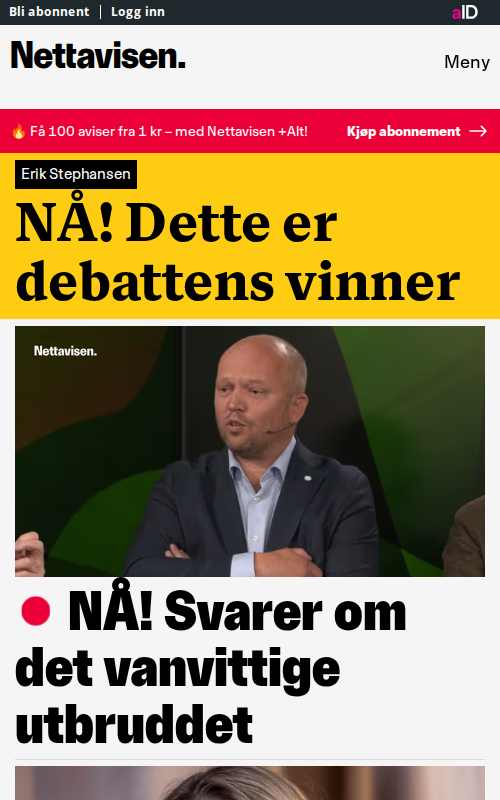 Bli abonnent | Logg inn
aID
Nettavisen.
Meny
🔥 Få 100 aviser fra 1 kr – med Nettavisen +Alt!
Kjøp abonnement →
Erik Stephansen
NÅ! Dette er
debattens vinner
Nettavisen.
NÅ! Svarer om
det vanvittige
utbruddet